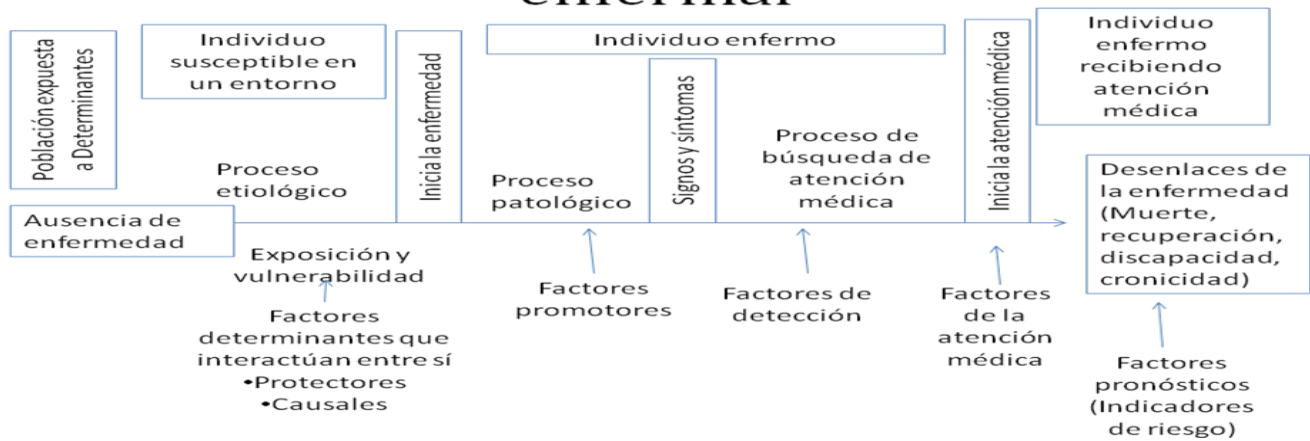 enfermar
Población expuesta
a Determinantes
Individuo
susceptible en
un entorno
Inicial la enfermedad
Individuo enfermo
Signos y síntomas
Inicia la atención médica
Individuo
enfermo
recibiendo
atención
médica
Proceso
etiológico
Proceso
patológico
Proceso de
búsqueda de
atención
médica
Ausencia de
enfermedad
Desenlaces de
la enfermedad
(Muerte,
recuperación,
discapacidad,
cronicidad)
Exposición y
vulnerabilidad
Factores
determinantes que
interactúan entre sí
•Protectores
•Causales
Factores
promotores
Factores de
detección
Factores
de la
atención
médica
Factores
pronósticos
(Indicadores
de riesgo)